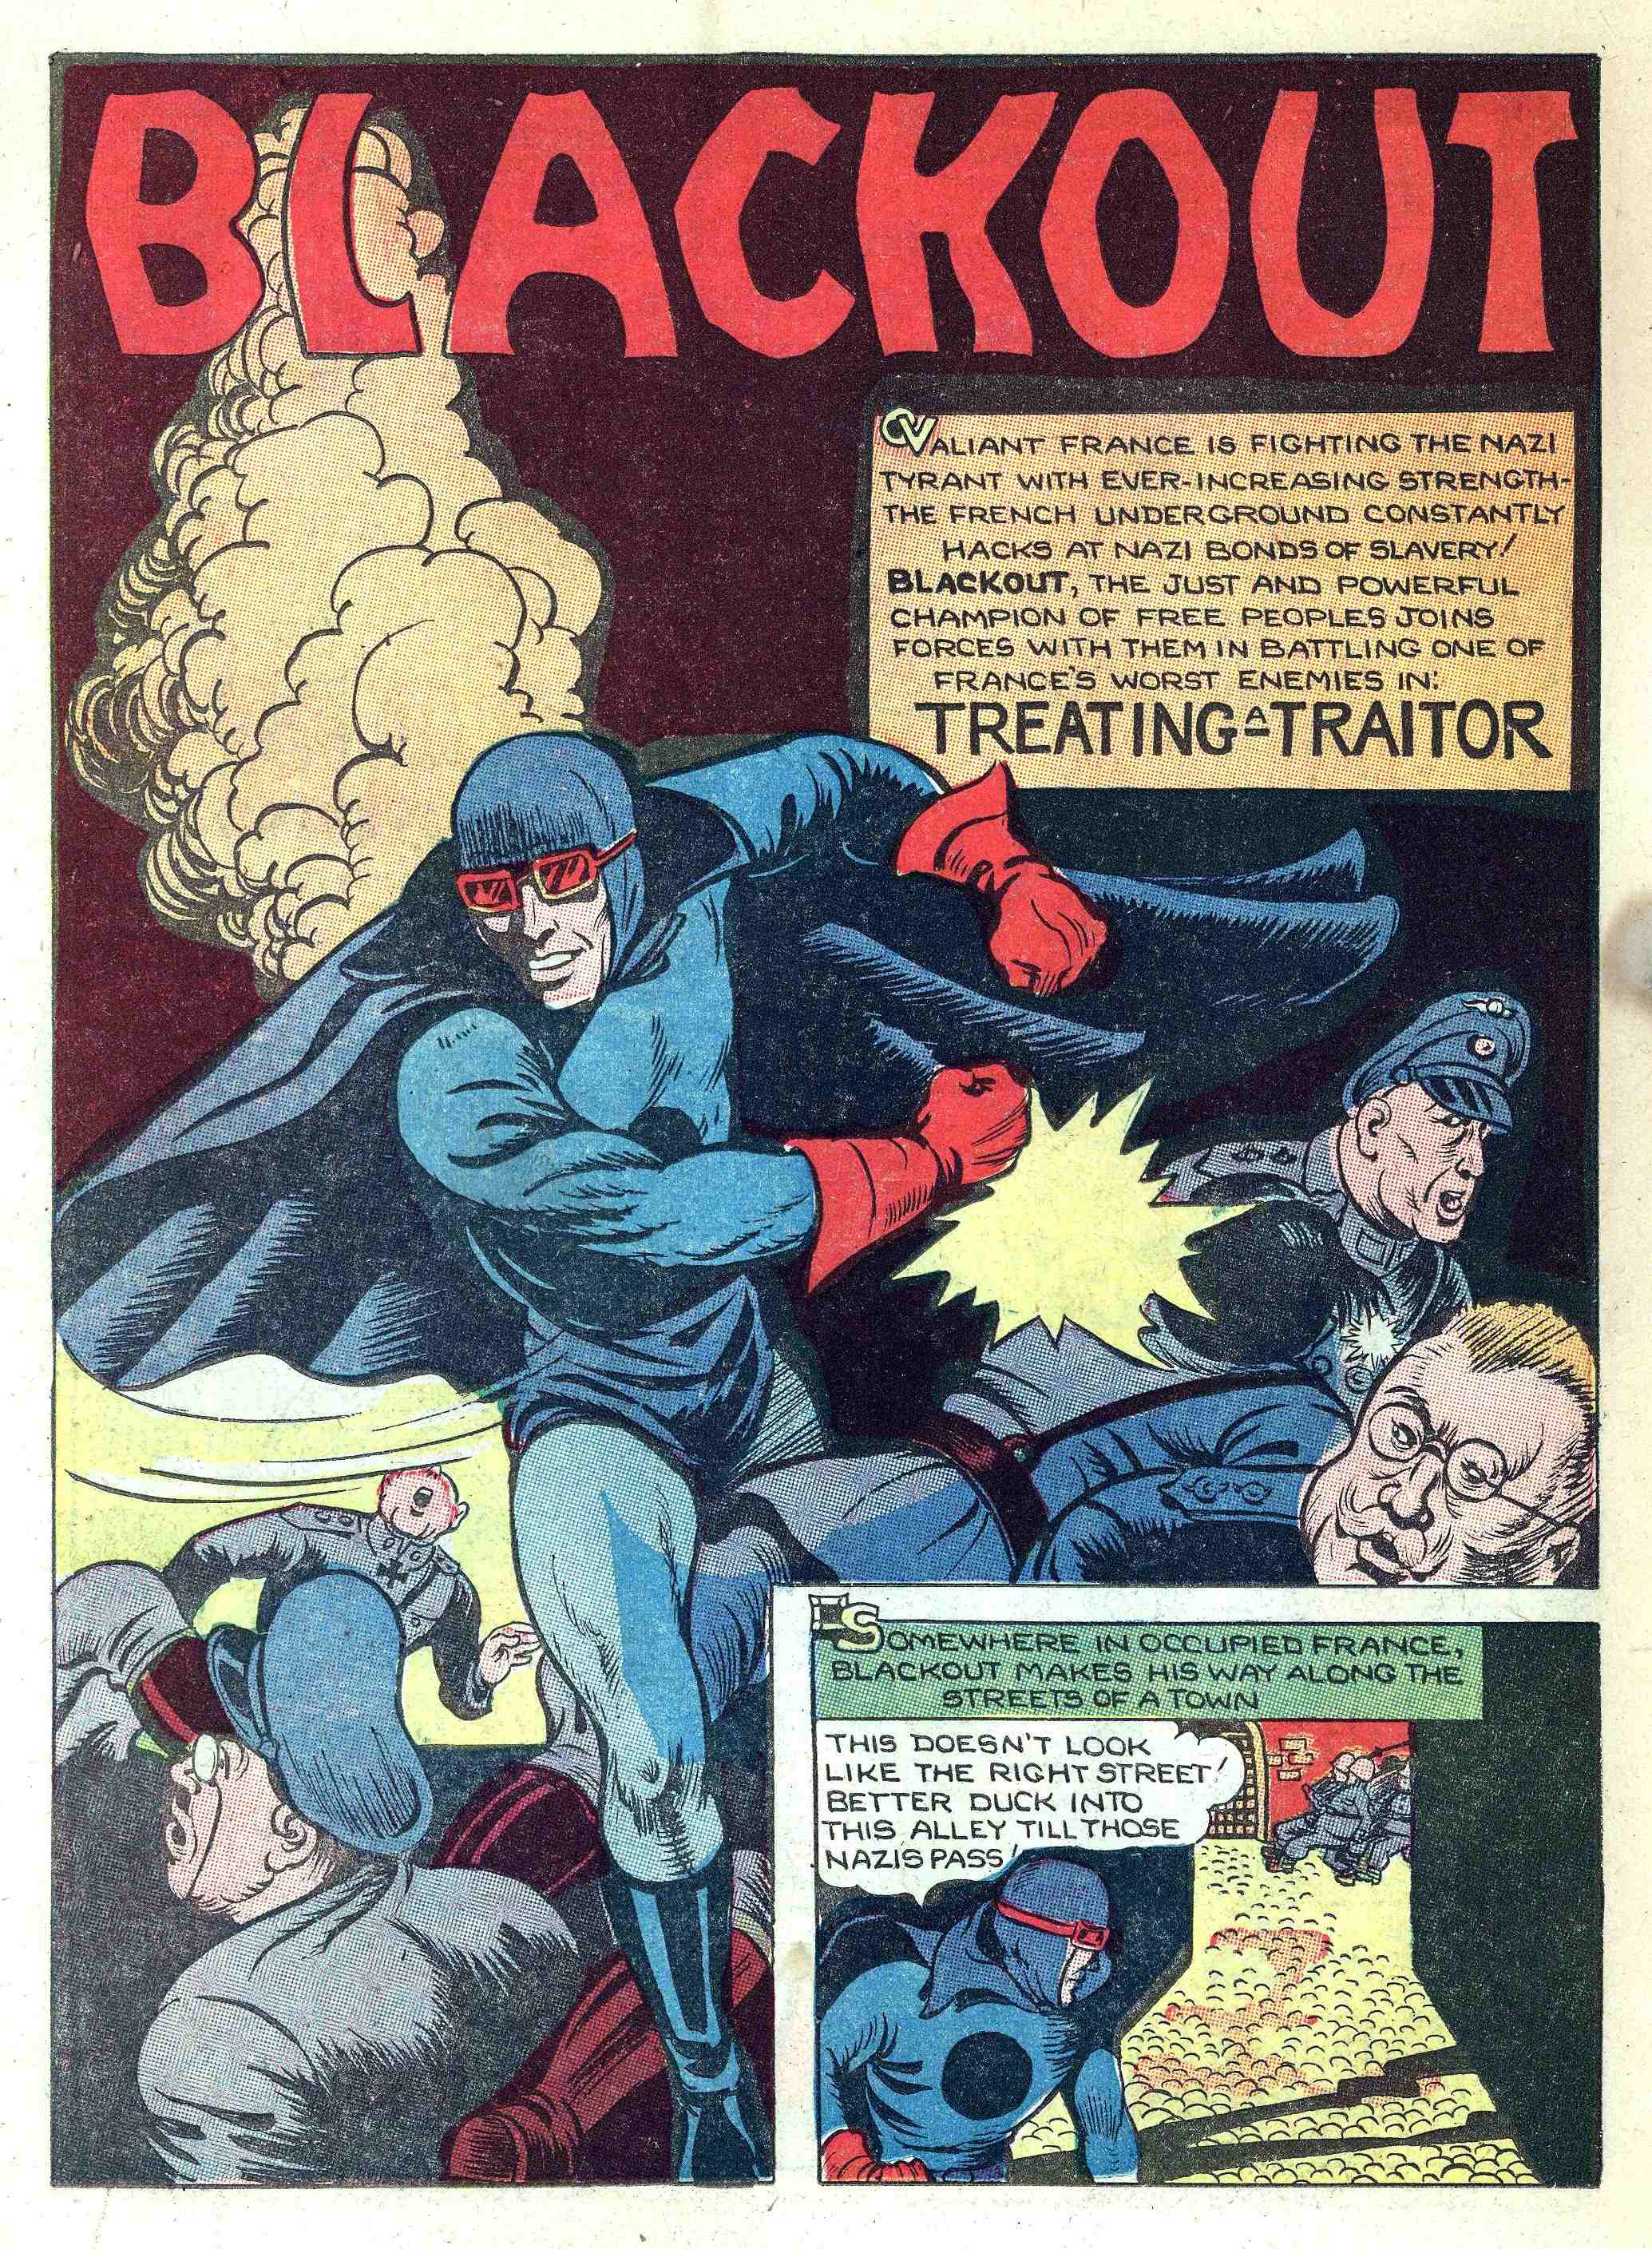 BLACKOUT
VALIANT FRANCE IS FIGHTING THE NAZI
TYRANT WITH EVER-INCREASING STRENGTH-
THE FRENCH UNDERGROUND CONSTANTLY
HACKS AT NAZI BONDS OF SLAVERY!
BLACKOUT, THE JUST AND POWERFUL
CHAMPION OF FREE PEOPLES JOINS
FORCES WITH THEM IN BATTLING ONE OF
FRANCE'S WORST ENEMIES IN:
TREATING A TRAITOR
SOMEWHERE IN OCCUPIED FRANCE,
BLACKOUT MAKES HIS WAY ALONG THE
STREETS OF A TOWN
THIS DOESN'T LOOK
LIKE THE RIGHT STREET!
BETTER DUCK INTO
THIS ALLEY TILL THOSE
NAZIS PASS!